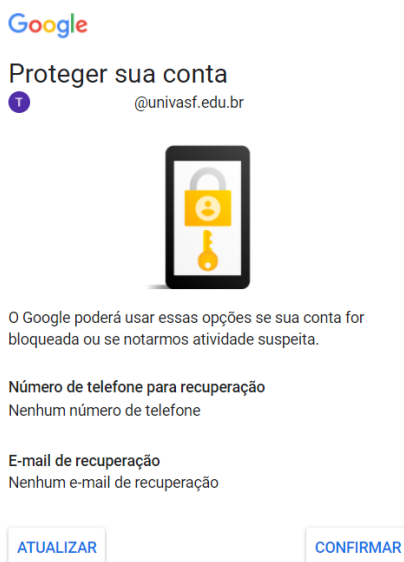 Google
Proteger sua conta
T
@univasf.edu.br
O Google poderá usar essas opções se sua conta for
bloqueada ou se notarmos atividade suspeita.
Número de telefone para recuperação
Nenhum número de telefone
E-mail de recuperação
Nenhum e-mail de recuperação
ATUALIZAR
CONFIRMAR